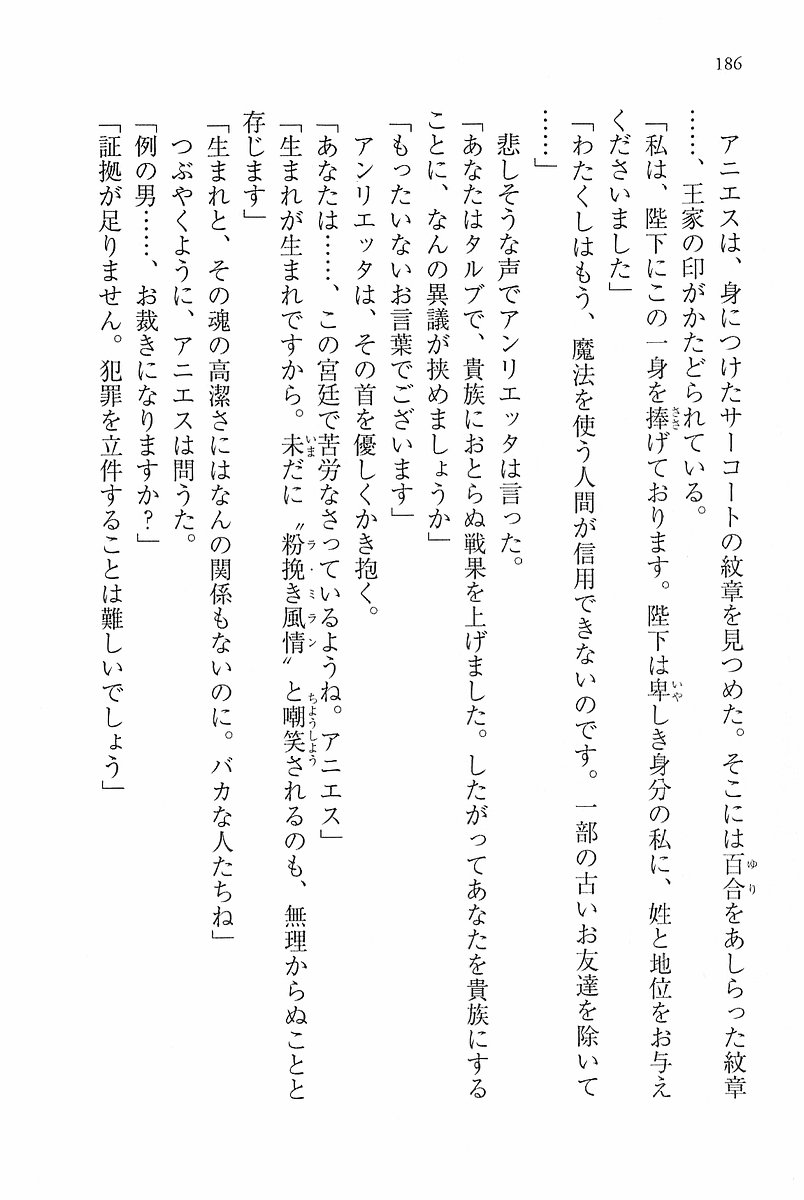 186
アニエスは、身につけたサーコートの紋章を見つめた。そこには百合をあしらった紋章
……、王家の印がかたどられている。
「私は、陛下にこの一身を捧げております。陛下は卑しき身分の私に、姓と地位をお与え
くださいました」
「わたくしはもう、魔法を使う人間が信用できないのです。一部の古いお友達を除いて
……」
悲しそうな声でアンリエッタは言った。
「あなたはタルブで、貴族におとらぬ戦果を上げました。したがってあなたを貴族にする
ことに、なんの異議が挟めましょうか」
「もったいないお言葉でございます」
アンリエッタは、その首を優しくかき抱く。
「あなたは……、この宮廷で苦労なさっているようね。アニエス」
「生まれが生まれですから。未だに〝粉挽き風情〟と嘲笑されるのも、無理からぬことと
存じます」
「生まれと、その魂の高潔さにはなんの関係もないのに。バカな人たちね」
つぶやくように、アニエスは問うた。
「例の男……、お裁きになりますか？」
「証拠が足りません。犯罪を立件することは難しいでしょう」
ゆり
ささ
いや
いま
ラ・ミラン
ちょうしょう